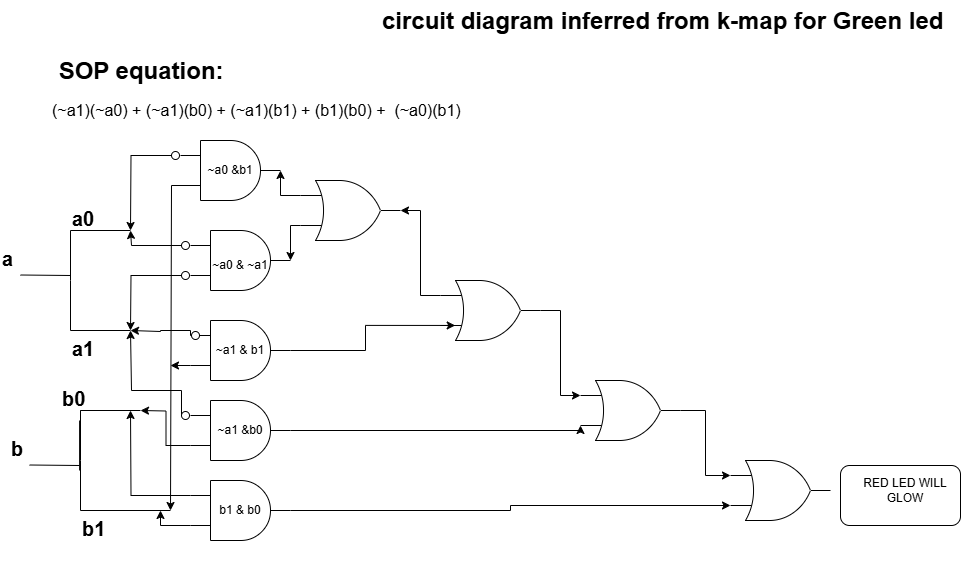 circuit diagram inferred from k-map for Green led
SOP equation:
(~a1)(~a0) + (~a1)(b0) + (~a1)(b1) + (b1)(b0) + (~a0)(b1)
~a0 &b1
a0
a
~a0 & ~a1
a1
~a1 & b1
b0
~a1 &b0
b
b1 & b0
b1
RED LED WILL
GLOW